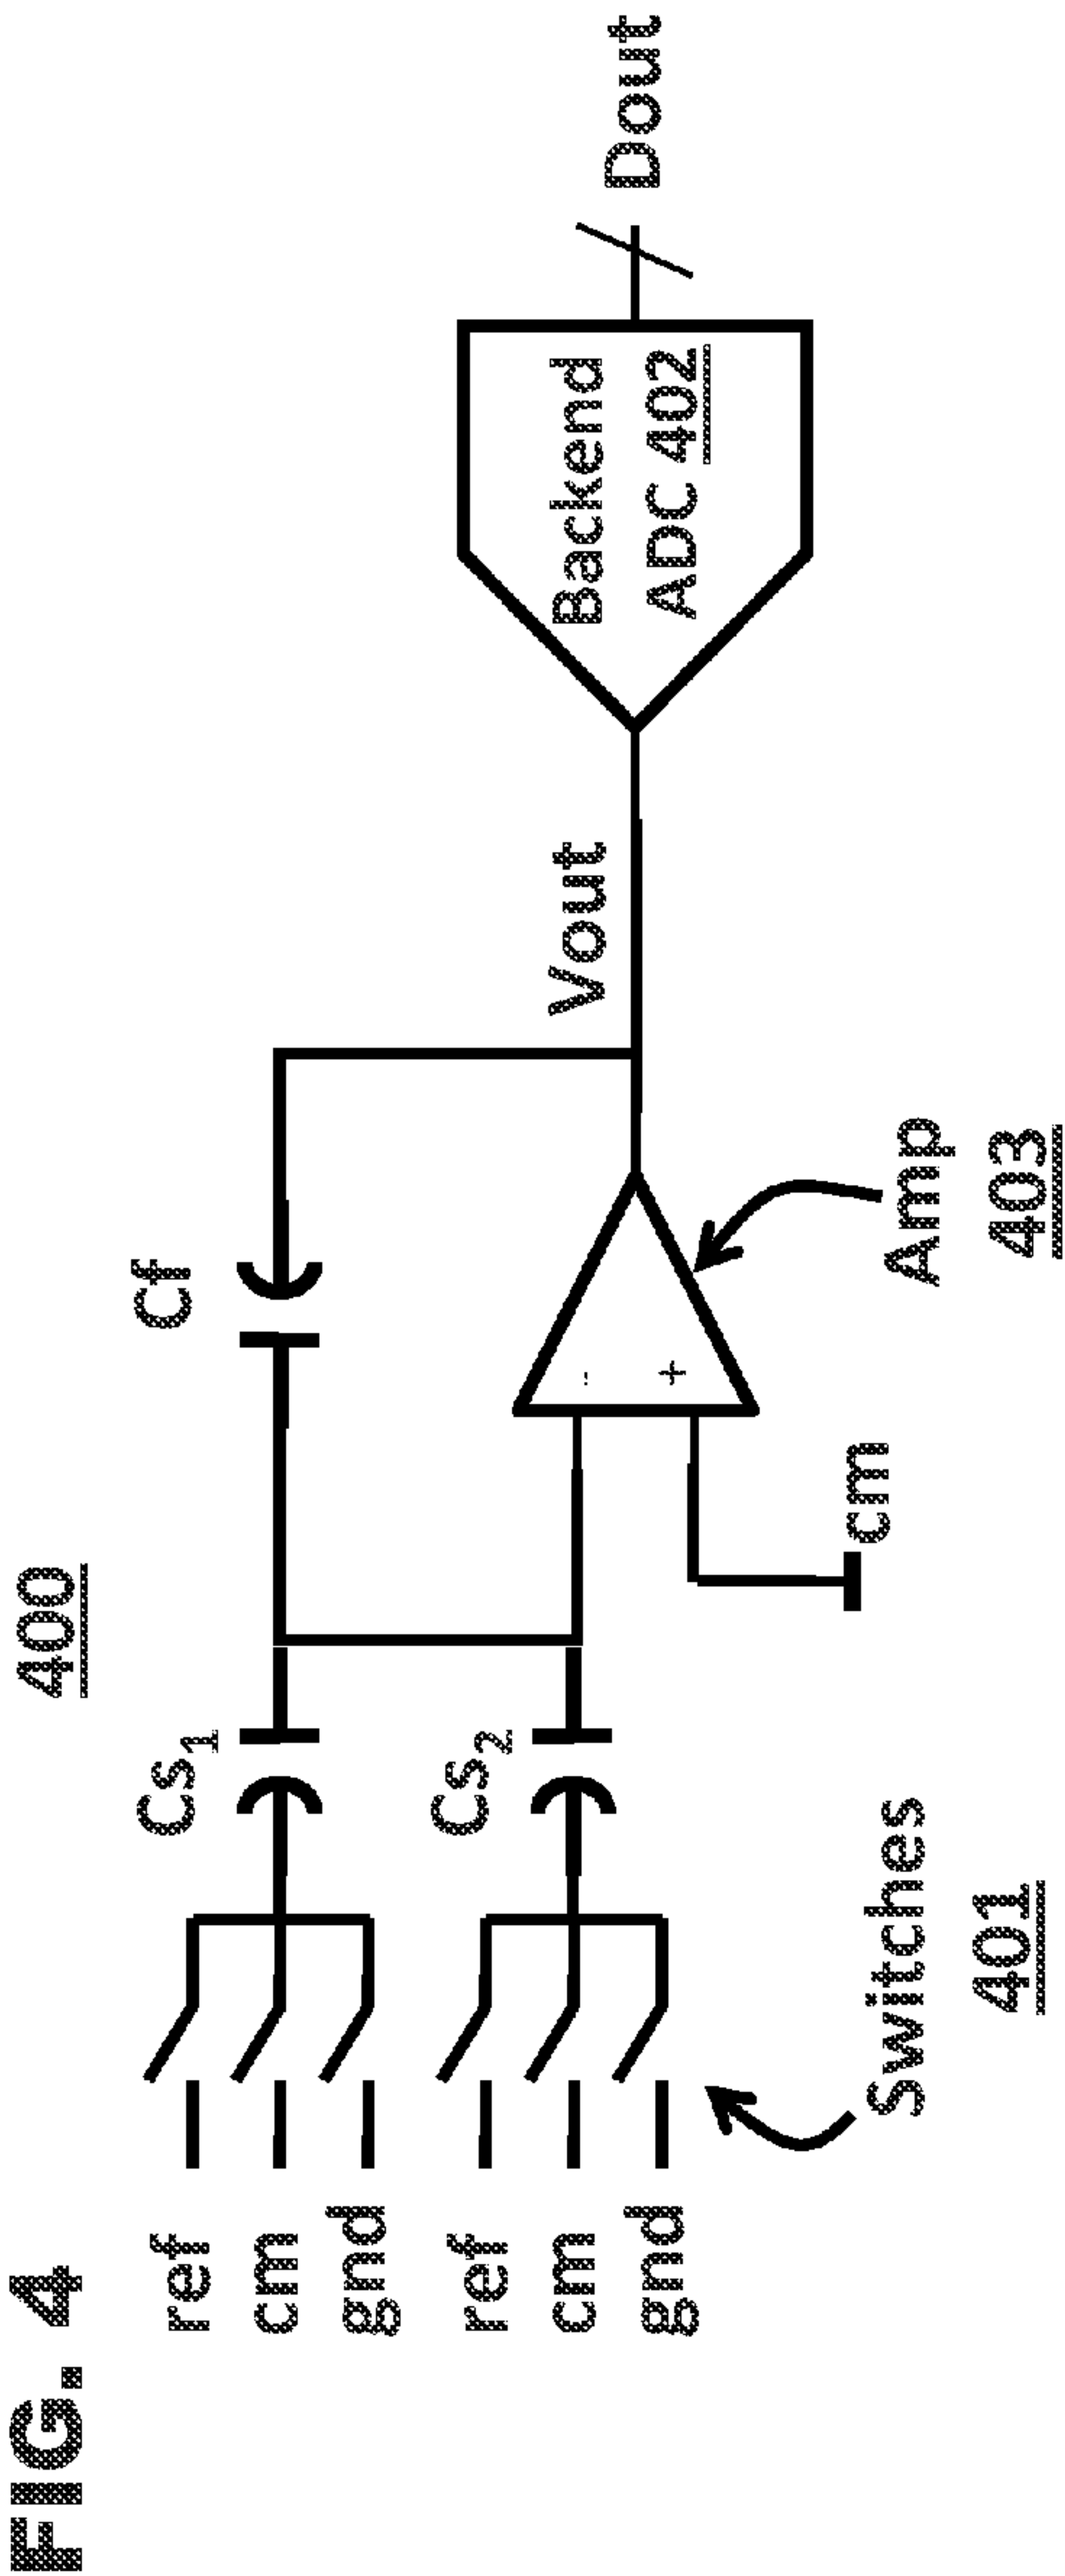 FIG. 4
400
ref
cm
gnd
Cs1
ref
cm
gnd
Cs2
Switches
401
Cf
-
+
cm
Amp
403
Vout
Backend
ADC 402
Dout